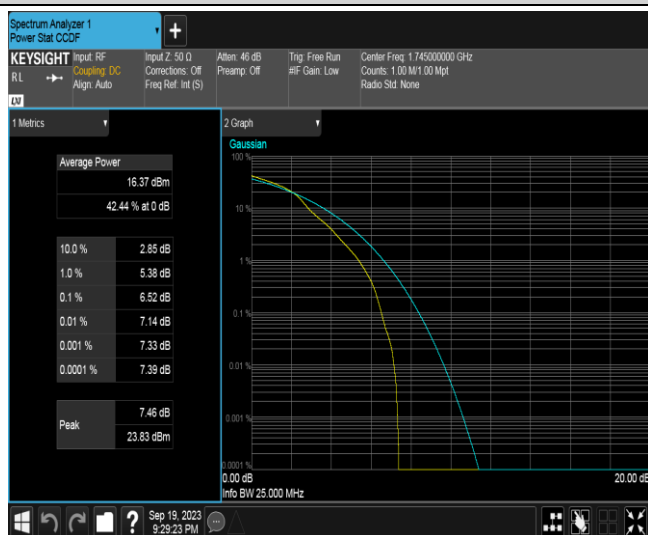 Spectrum Analyzer 1
Power Stat CCDF
KEYSIGHT
RL
LXI
Input: RF
Coupling: DC
Align: Auto
Input Z: 50 Ω
Corrections: Off
Freq Ref: Int (S)
Atten: 46 dB
Preamp: Off
Trig: Free Run
#IF Gain: Low
Center Freq: 1.745000000 GHz
Counts: 1.00 M/1.00 Mpt
Radio Std: None
1 Metrics
Average Power
16.37 dBm
42.44 % at 0 dB
10.0 % 2.85 dB
1.0 % 5.38 dB
0.1 % 6.52 dB
0.01 % 7.14 dB
0.001 % 7.33 dB
0.0001 % 7.39 dB
Peak
7.46 dB
23.83 dBm
2 Graph
Gaussian
100 %
10 %
1 %
0.1 %
0.01 %
0.001 %
0.0001 %
0.00 dB 20.00 dB
Info BW 25.000 MHz
?
Sep 19, 2023
9:29:23 PM